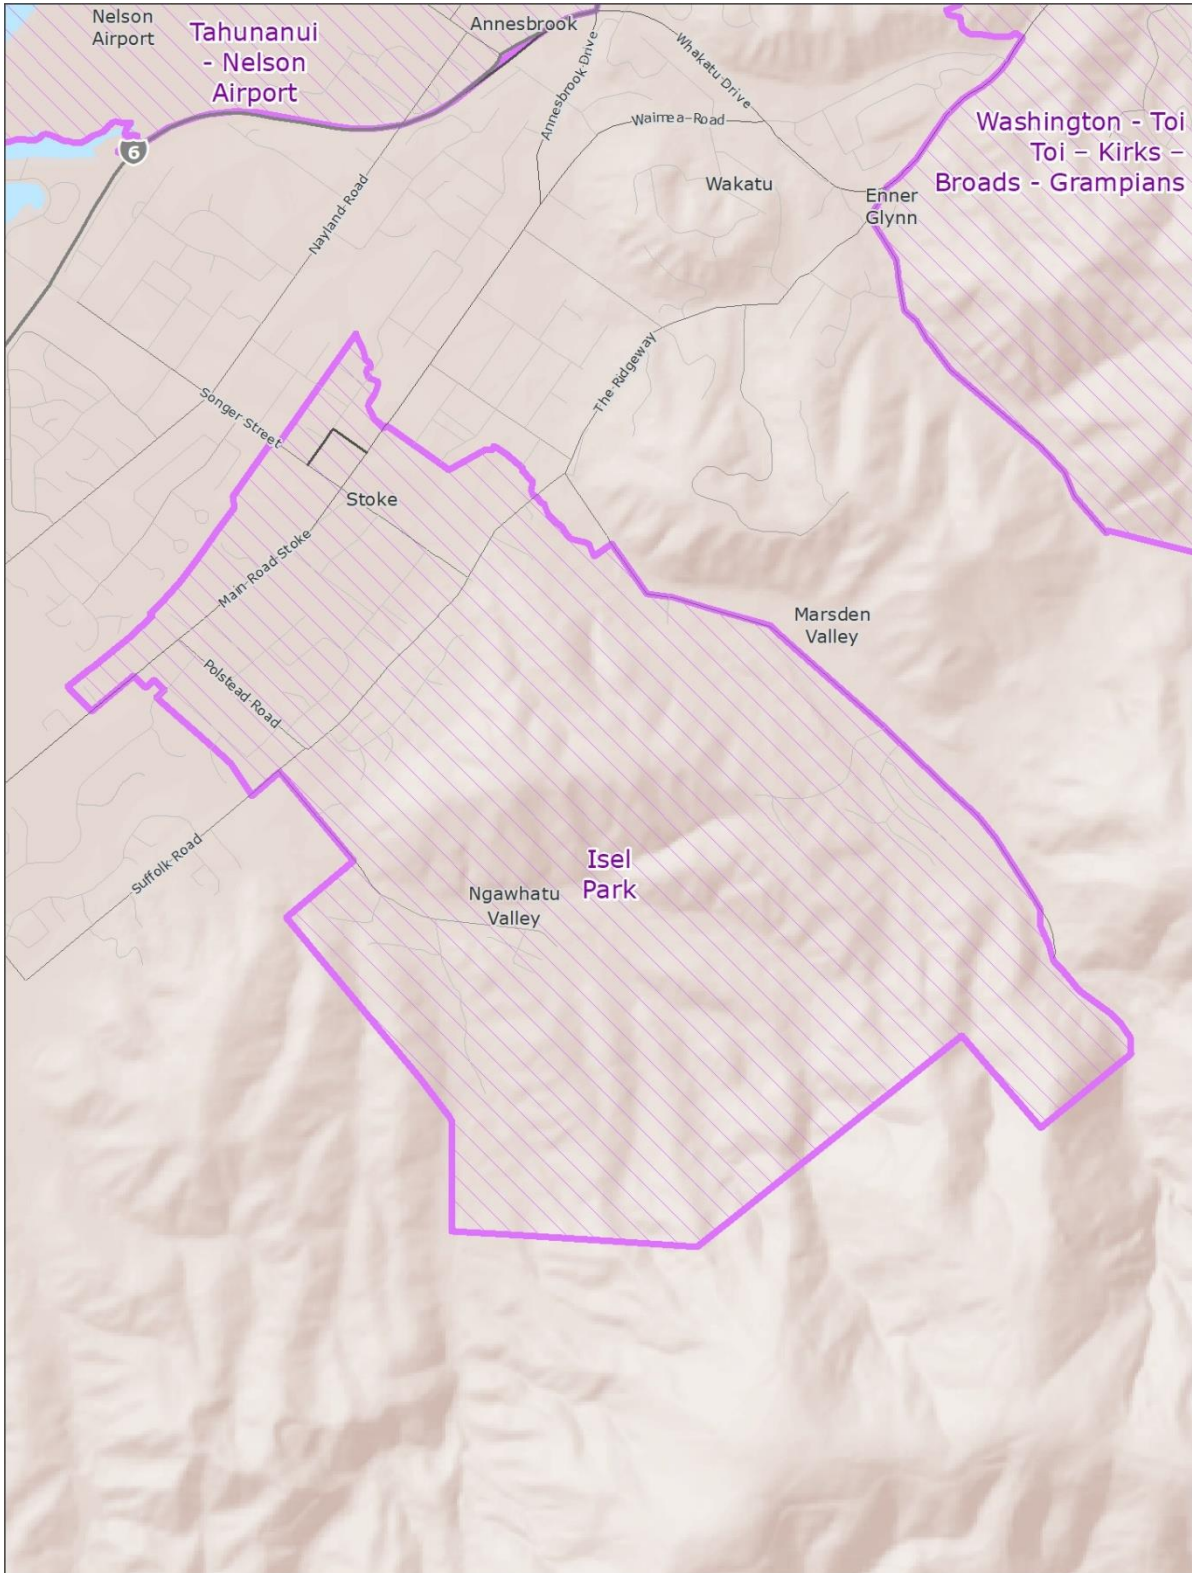 Nelson
Airport
Tahunanui
- Nelson
Airport
Annesbrook
Annesbrook Drive
Whakatu Drive
Waimea Road
Washington - Toi
Toi – Kirks –
Broads - Grampians
6
Wakatu
Enner
Glynn
Nayland Road
The Ridgeway
Songer Street
Stoke
Main Road Stoke
Marsden
Valley
Polstead Road
Suffolk Road
Isel
Park
Ngawhatu
Valley